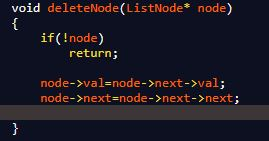 void deleteNode(ListNode* node)
{
if(!node)
return;
node->val=node->next->val;
node->next=node->next->next;
}